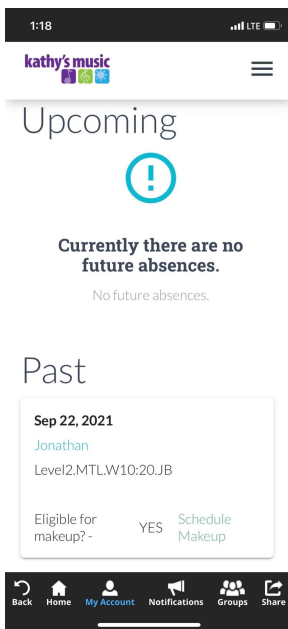 1:18
LTE
kathy's music
Upcoming
Currently there are no
future absences.
No future absences.
Past
Sep 22, 2021
Jonathan
Level2.MTL.W10:20.JB
Eligible for
makeup? -
YES
Schedule
Makeup
Back Home My Account Notifications Groups Share